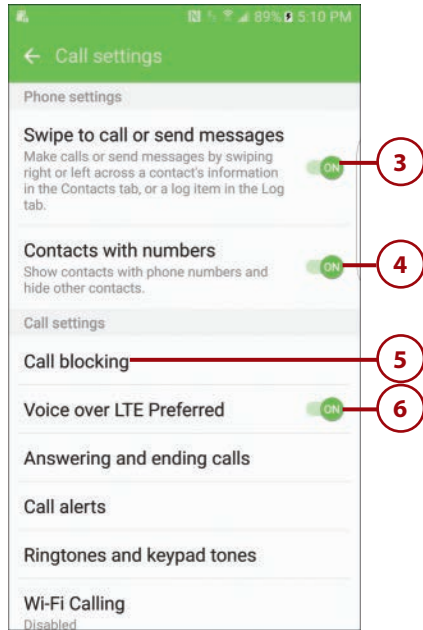 89% 5:10 PM
Call settings
Phone settings
Swipe to call or send messages
Make calls or send messages by swiping
right or left across a contact's information
in the Contacts tab, or a log item in the Log
tab.
ON
3
Contacts with numbers
Show contacts with phone numbers and
hide other contacts.
ON
4
Call settings
Call blocking
5
Voice over LTE Preferred
ON
6
Answering and ending calls
Call alerts
Ringtones and keypad tones
Wi-Fi Calling
Disabled